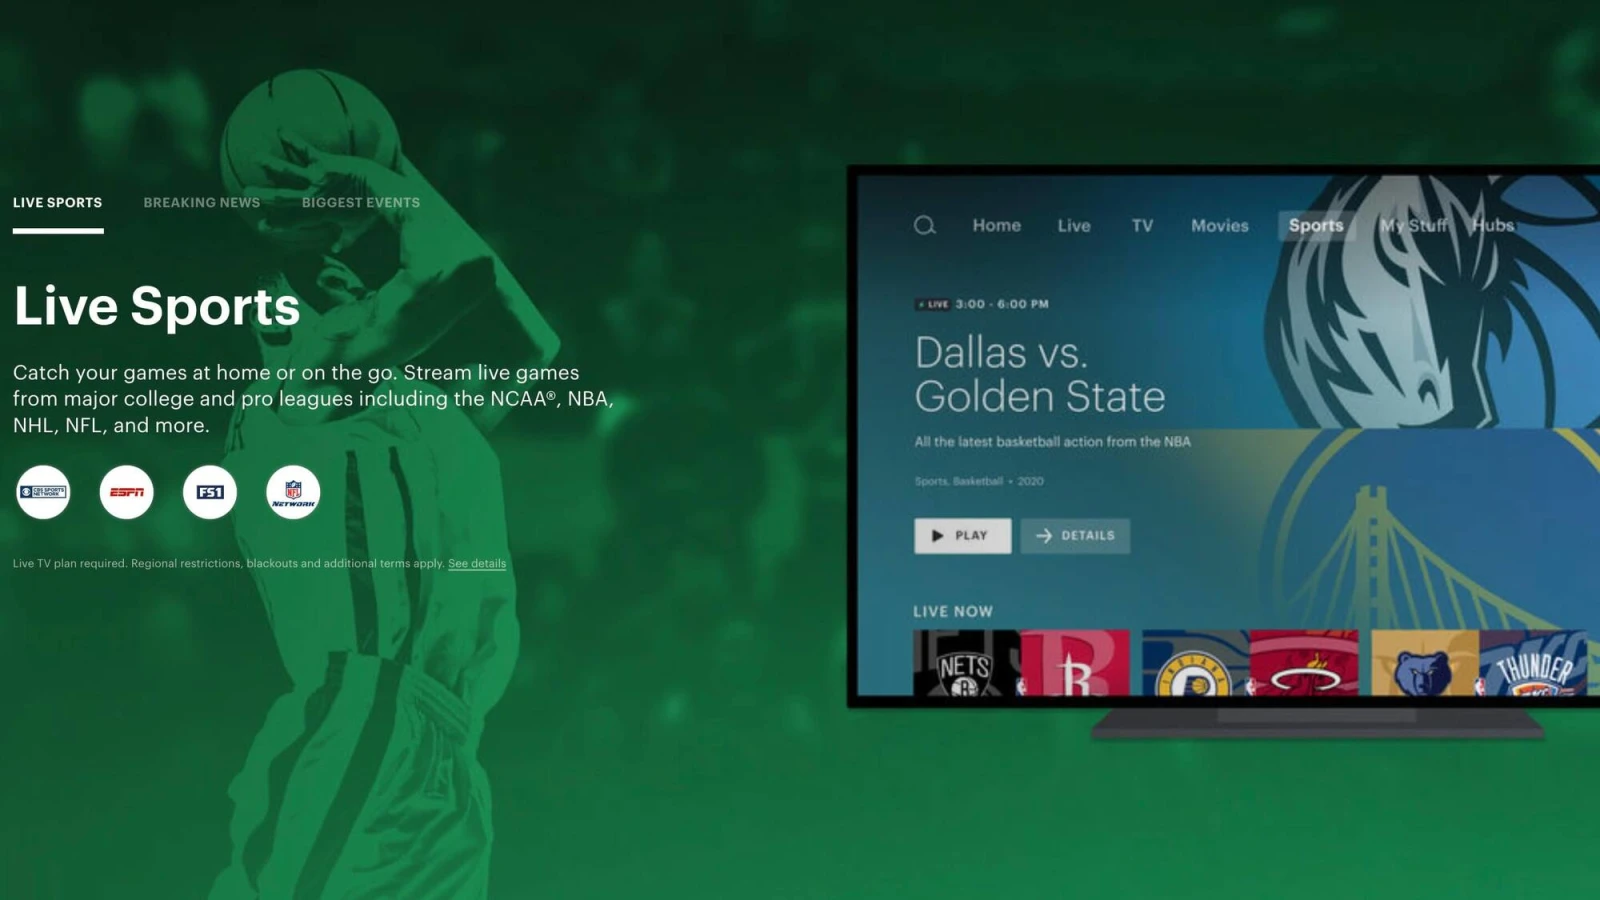 LIVE SPORTS BREAKING NEWS BIGGEST EVENTS
Live Sports
Catch your games at home or on the go. Stream live games
from major college and pro leagues including the NCAA®, NBA,
NHL, NFL, and more.
CBS SPORTS
NETWORK
ESPN
FS1
NFL
NETWORK
Live TV plan required. Regional restrictions, blackouts and additional terms apply. See details
Home Live TV Movies Sports My Stuff Hubs
LIVE 3:00 - 6:00 PM
Dallas vs.
Golden State
All the latest basketball action from the NBA
Sports, Basketball • 2020
PLAY DETAILS
LIVE NOW
NETS
B
R
INDIANA
P
THUNDER